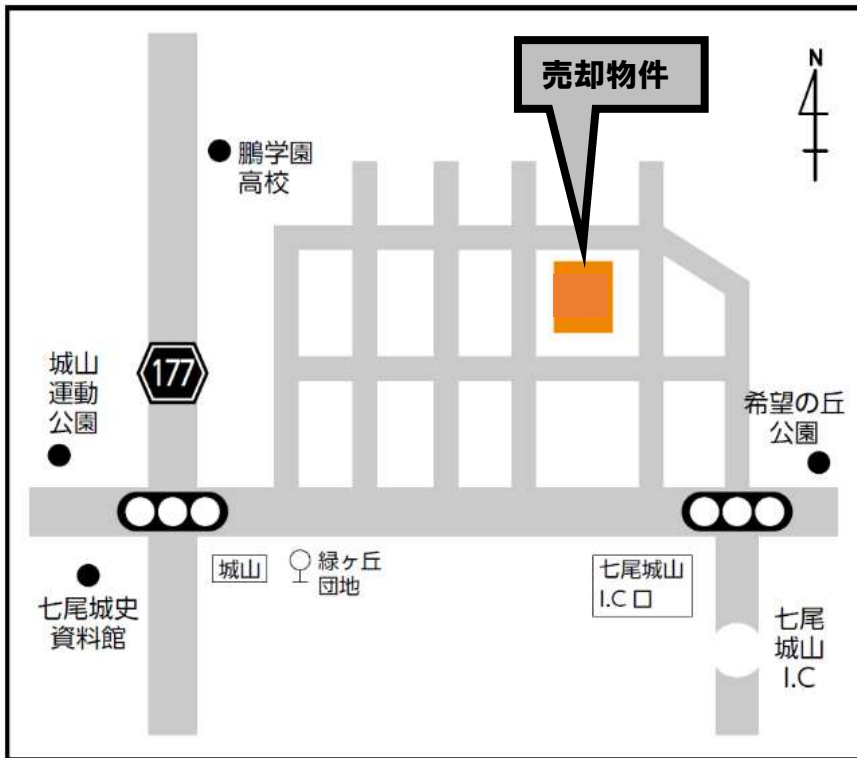 売却物件
N
鵬学園
高校
177
城山
運動
公園
希望の丘
公園
城山
緑ヶ丘
団地
七尾城山
I.C 口
七尾城史
資料館
七尾
城山
I.C